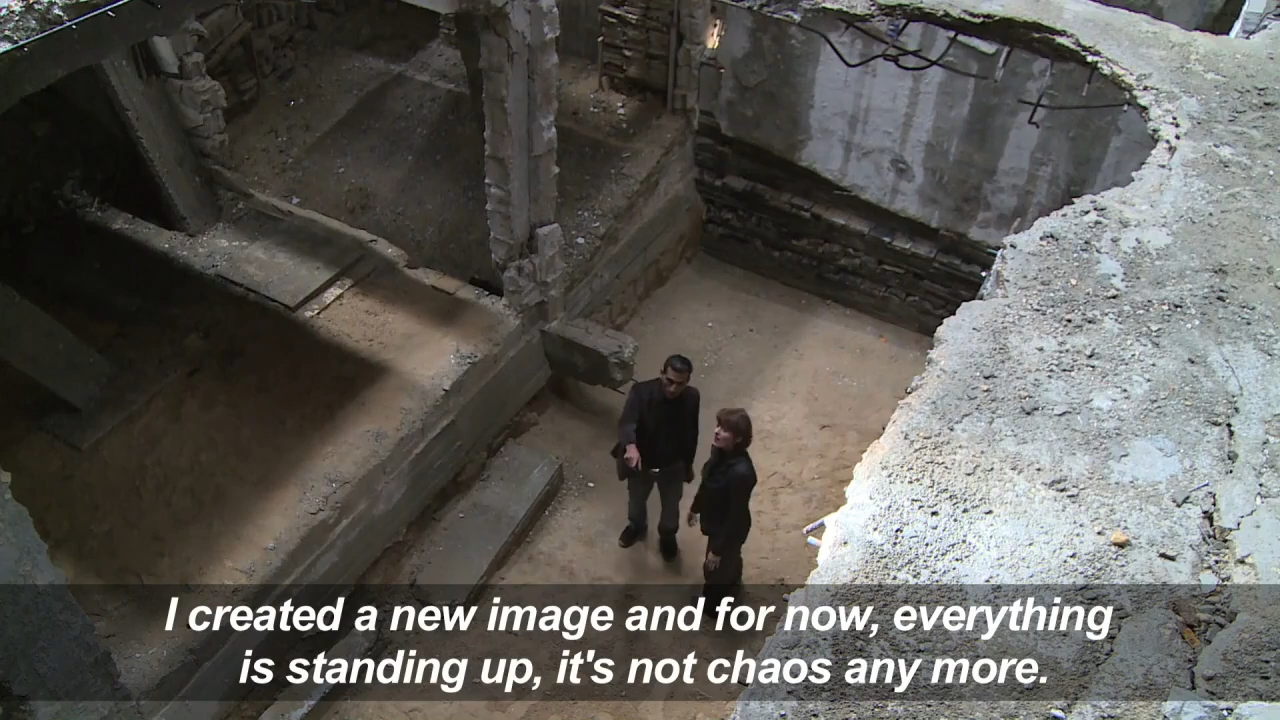 I created a new image and for now, everything
is standing up, it's not chaos any more.